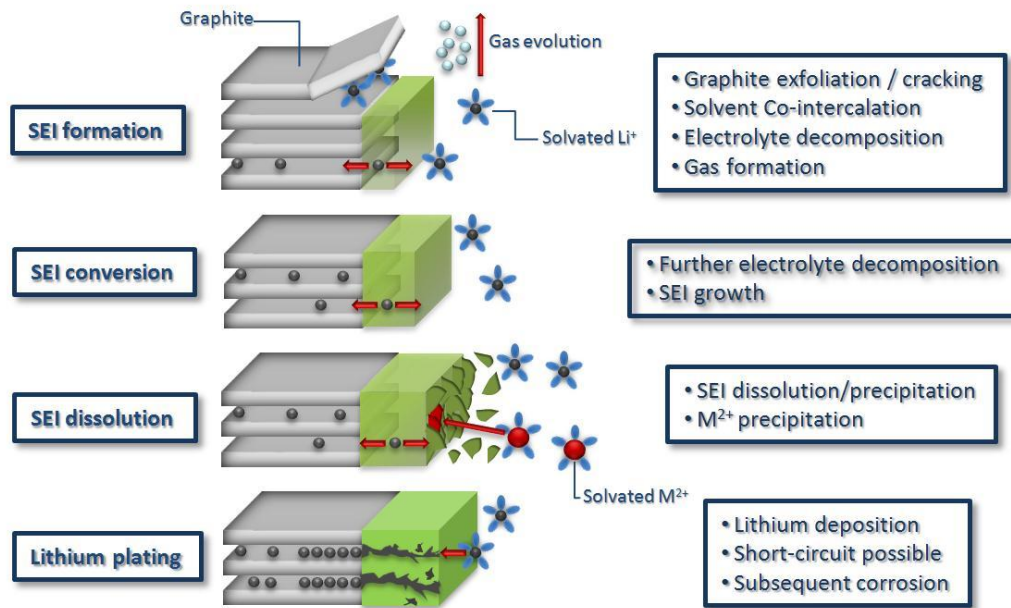 Graphite
Gas evolution
SEI formation
Solvated Li⁺
• Graphite exfoliation / cracking
• Solvent Co-intercalation
• Electrolyte decomposition
• Gas formation
SEI conversion
• Further electrolyte decomposition
• SEI growth
SEI dissolution
• SEI dissolution/precipitation
• M²⁺ precipitation
Solvated M²⁺
Lithium plating
• Lithium deposition
• Short-circuit possible
• Subsequent corrosion